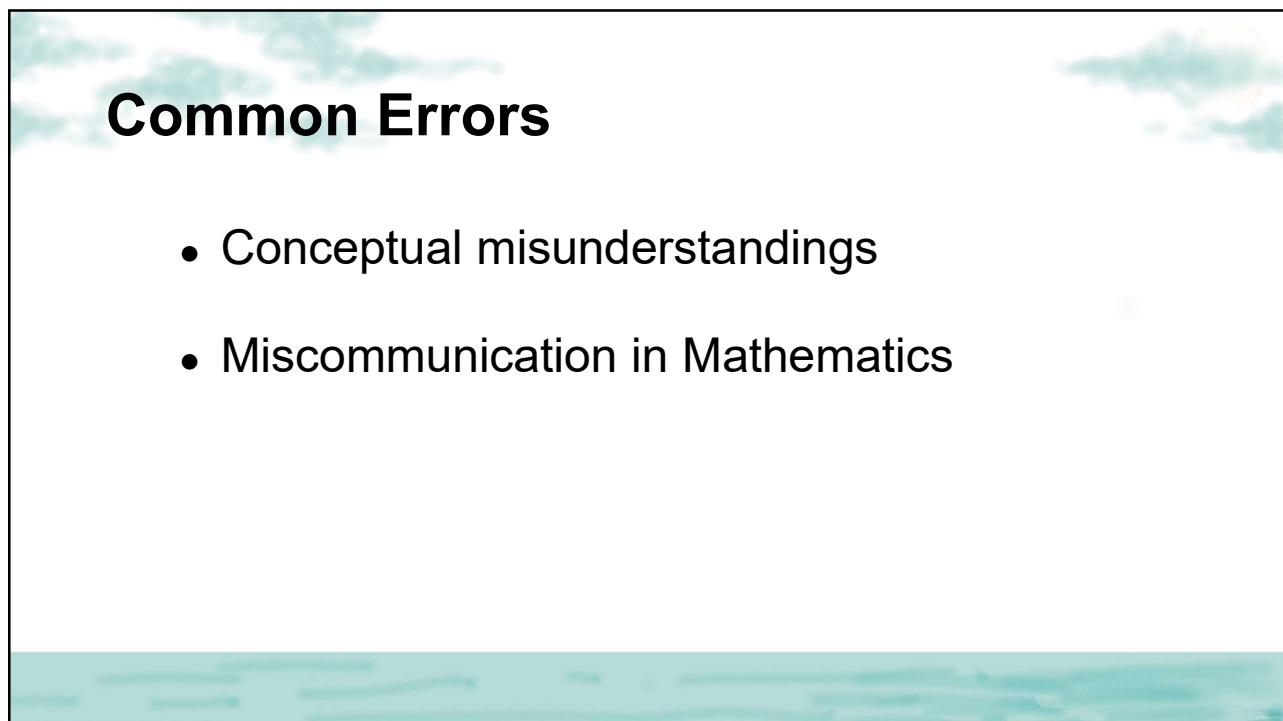 Common Errors
● Conceptual misunderstandings
● Miscommunication in Mathematics